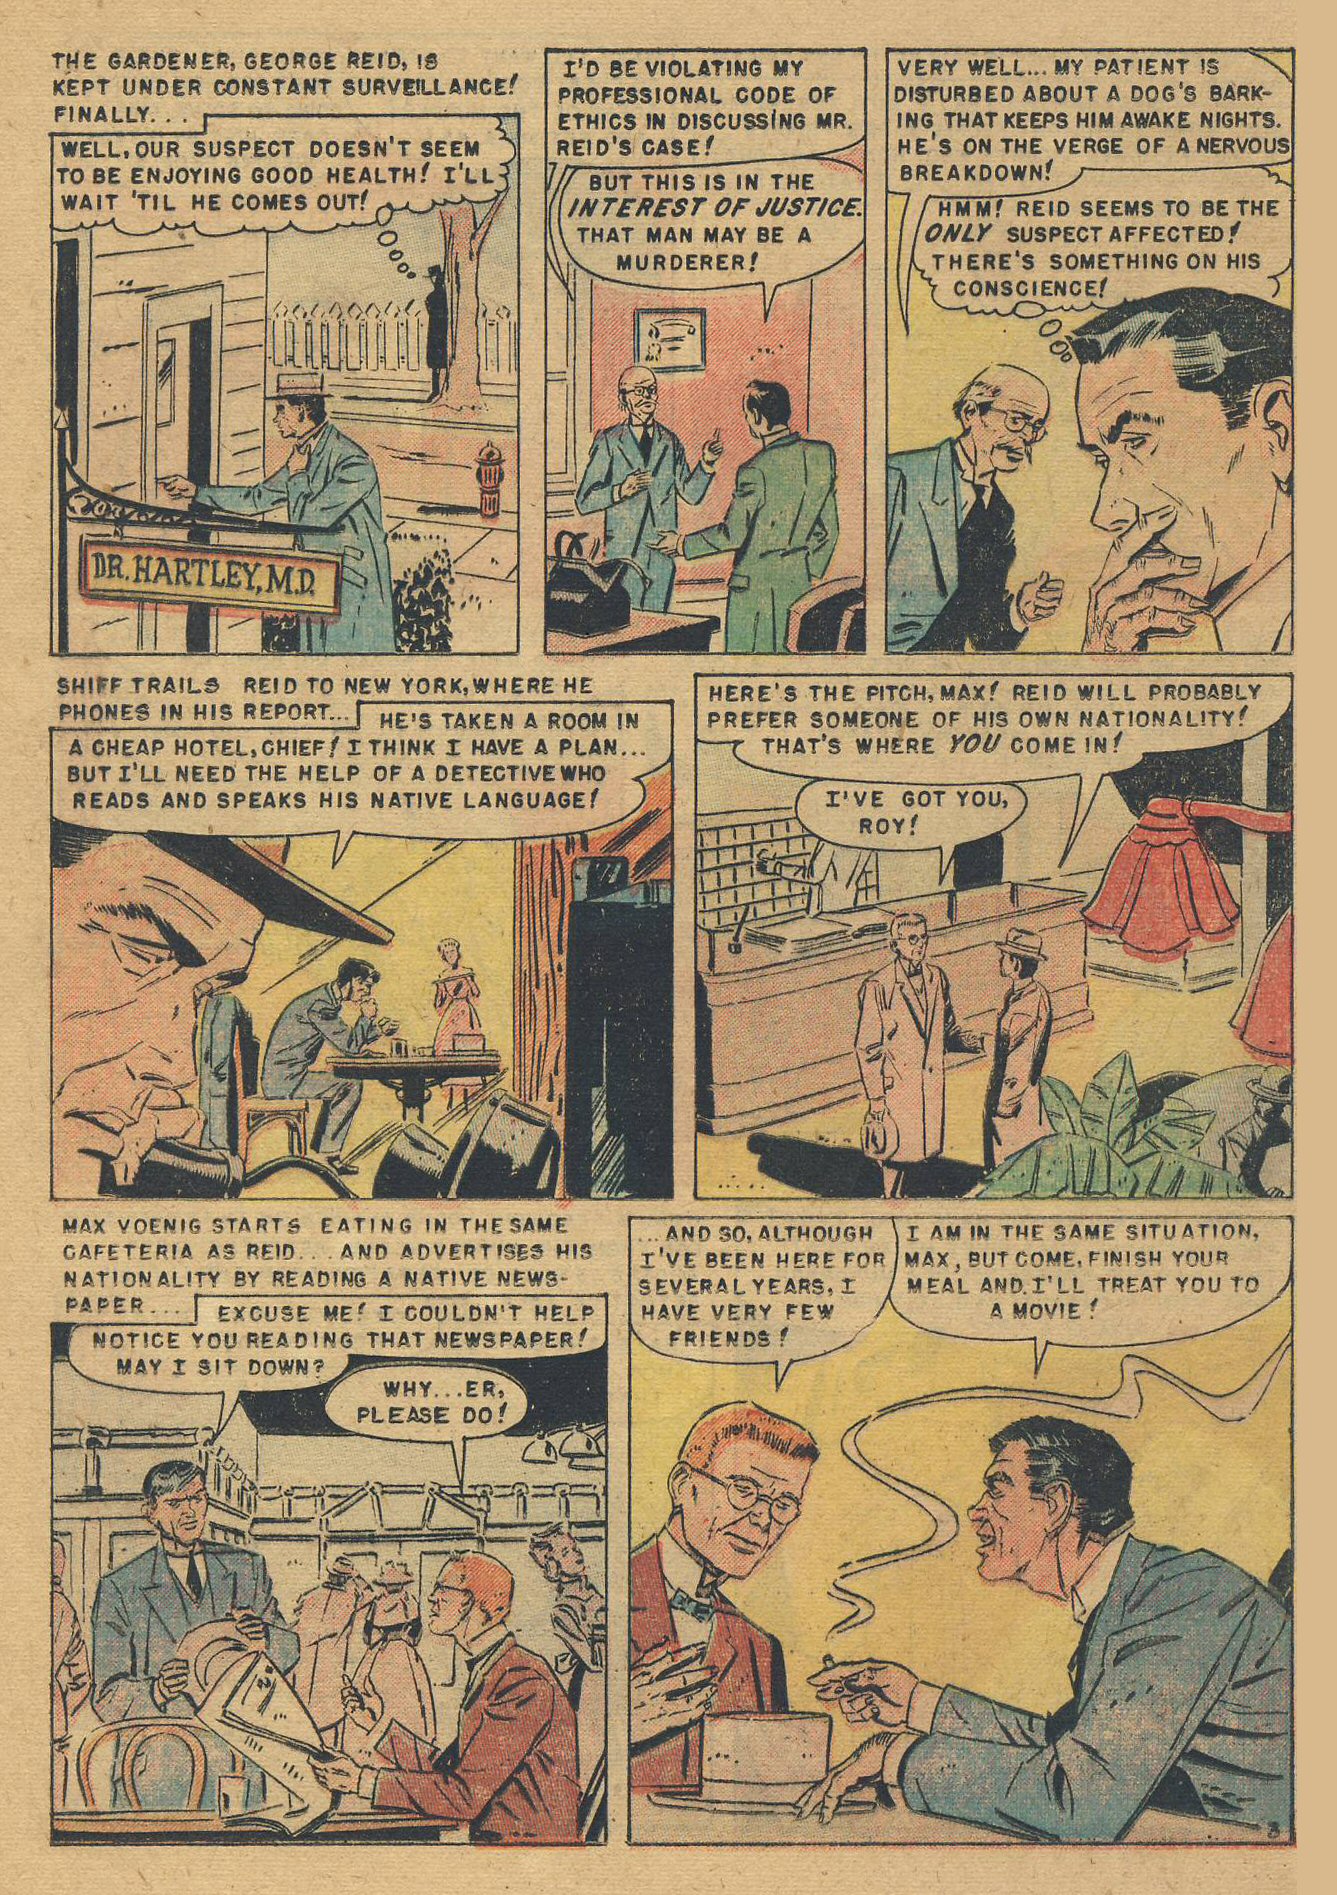 THE GARDENER, GEORGE REID, IS
KEPT UNDER CONSTANT SURVEILLANCE!
FINALLY...
WELL, OUR SUSPECT DOESN'T SEEM
TO BE ENJOYING GOOD HEALTH! I'LL
WAIT 'TIL HE COMES OUT!
DR. HARTLEY, M.D.
I'D BE VIOLATING MY
PROFESSIONAL CODE OF
ETHICS IN DISCUSSING MR.
REID'S CASE!
BUT THIS IS IN THE
INTEREST OF JUSTICE.
THAT MAN MAY BE A
MURDERER!
VERY WELL... MY PATIENT IS
DISTURBED ABOUT A DOG'S BARK-
ING THAT KEEPS HIM AWAKE NIGHTS.
HE'S ON THE VERGE OF A NERVOUS
BREAKDOWN!
HMM! REID SEEMS TO BE THE
ONLY SUSPECT AFFECTED!
THERE'S SOMETHING ON HIS
CONSCIENCE!
SHIFF TRAILS REID TO NEW YORK, WHERE HE
PHONES IN HIS REPORT...
HE'S TAKEN A ROOM IN
A CHEAP HOTEL, CHIEF! I THINK I HAVE A PLAN...
BUT I'LL NEED THE HELP OF A DETECTIVE WHO
READS AND SPEAKS HIS NATIVE LANGUAGE!
HERE'S THE PITCH, MAX! REID WILL PROBABLY
PREFER SOMEONE OF HIS OWN NATIONALITY!
THAT'S WHERE YOU COME IN!
I'VE GOT YOU,
ROY!
MAX VOENIG STARTS EATING IN THE SAME
CAFETERIA AS REID... AND ADVERTISES HIS
NATIONALITY BY READING A NATIVE NEWS-
PAPER...
EXCUSE ME! I COULDN'T HELP
NOTICE YOU READING THAT NEWSPAPER!
MAY I SIT DOWN?
WHY...ER,
PLEASE DO!
...AND SO, ALTHOUGH
I'VE BEEN HERE FOR
SEVERAL YEARS, I
HAVE VERY FEW
FRIENDS!
I AM IN THE SAME SITUATION,
MAX, BUT COME, FINISH YOUR
MEAL AND I'LL TREAT YOU TO
A MOVIE!
3